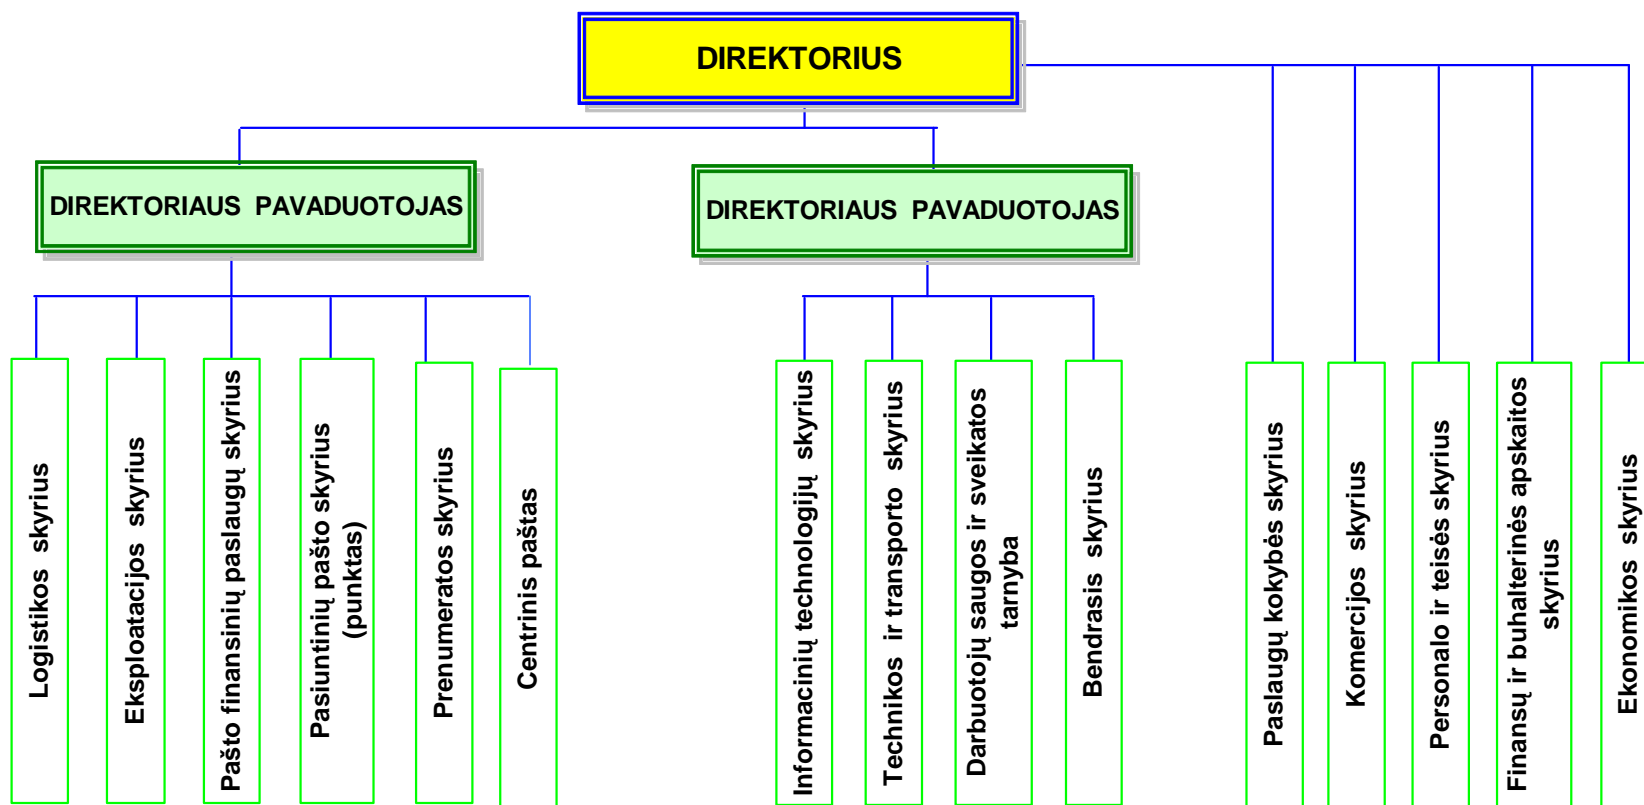 DIREKTORIUS
DIREKTORIAUS PAVADUOTOJAS
DIREKTORIAUS PAVADUOTOJAS
Logistikos skyrius
Eksploatacijos skyrius
Pašto finansinių paslaugų skyrius
Pasiuntinių pašto skyrius
(punktas)
Prenumeratos skyrius
Centrinis paštas
Informacinių technologijų skyrius
Technikos ir transporto skyrius
Darbuotojų saugos ir sveikatos
tarnyba
Bendrasis skyrius
Paslaugų kokybės skyrius
Komercijos skyrius
Personalo ir teisės skyrius
Finansų ir buhalterinės apskaitos
skyrius
Ekonomikos skyrius